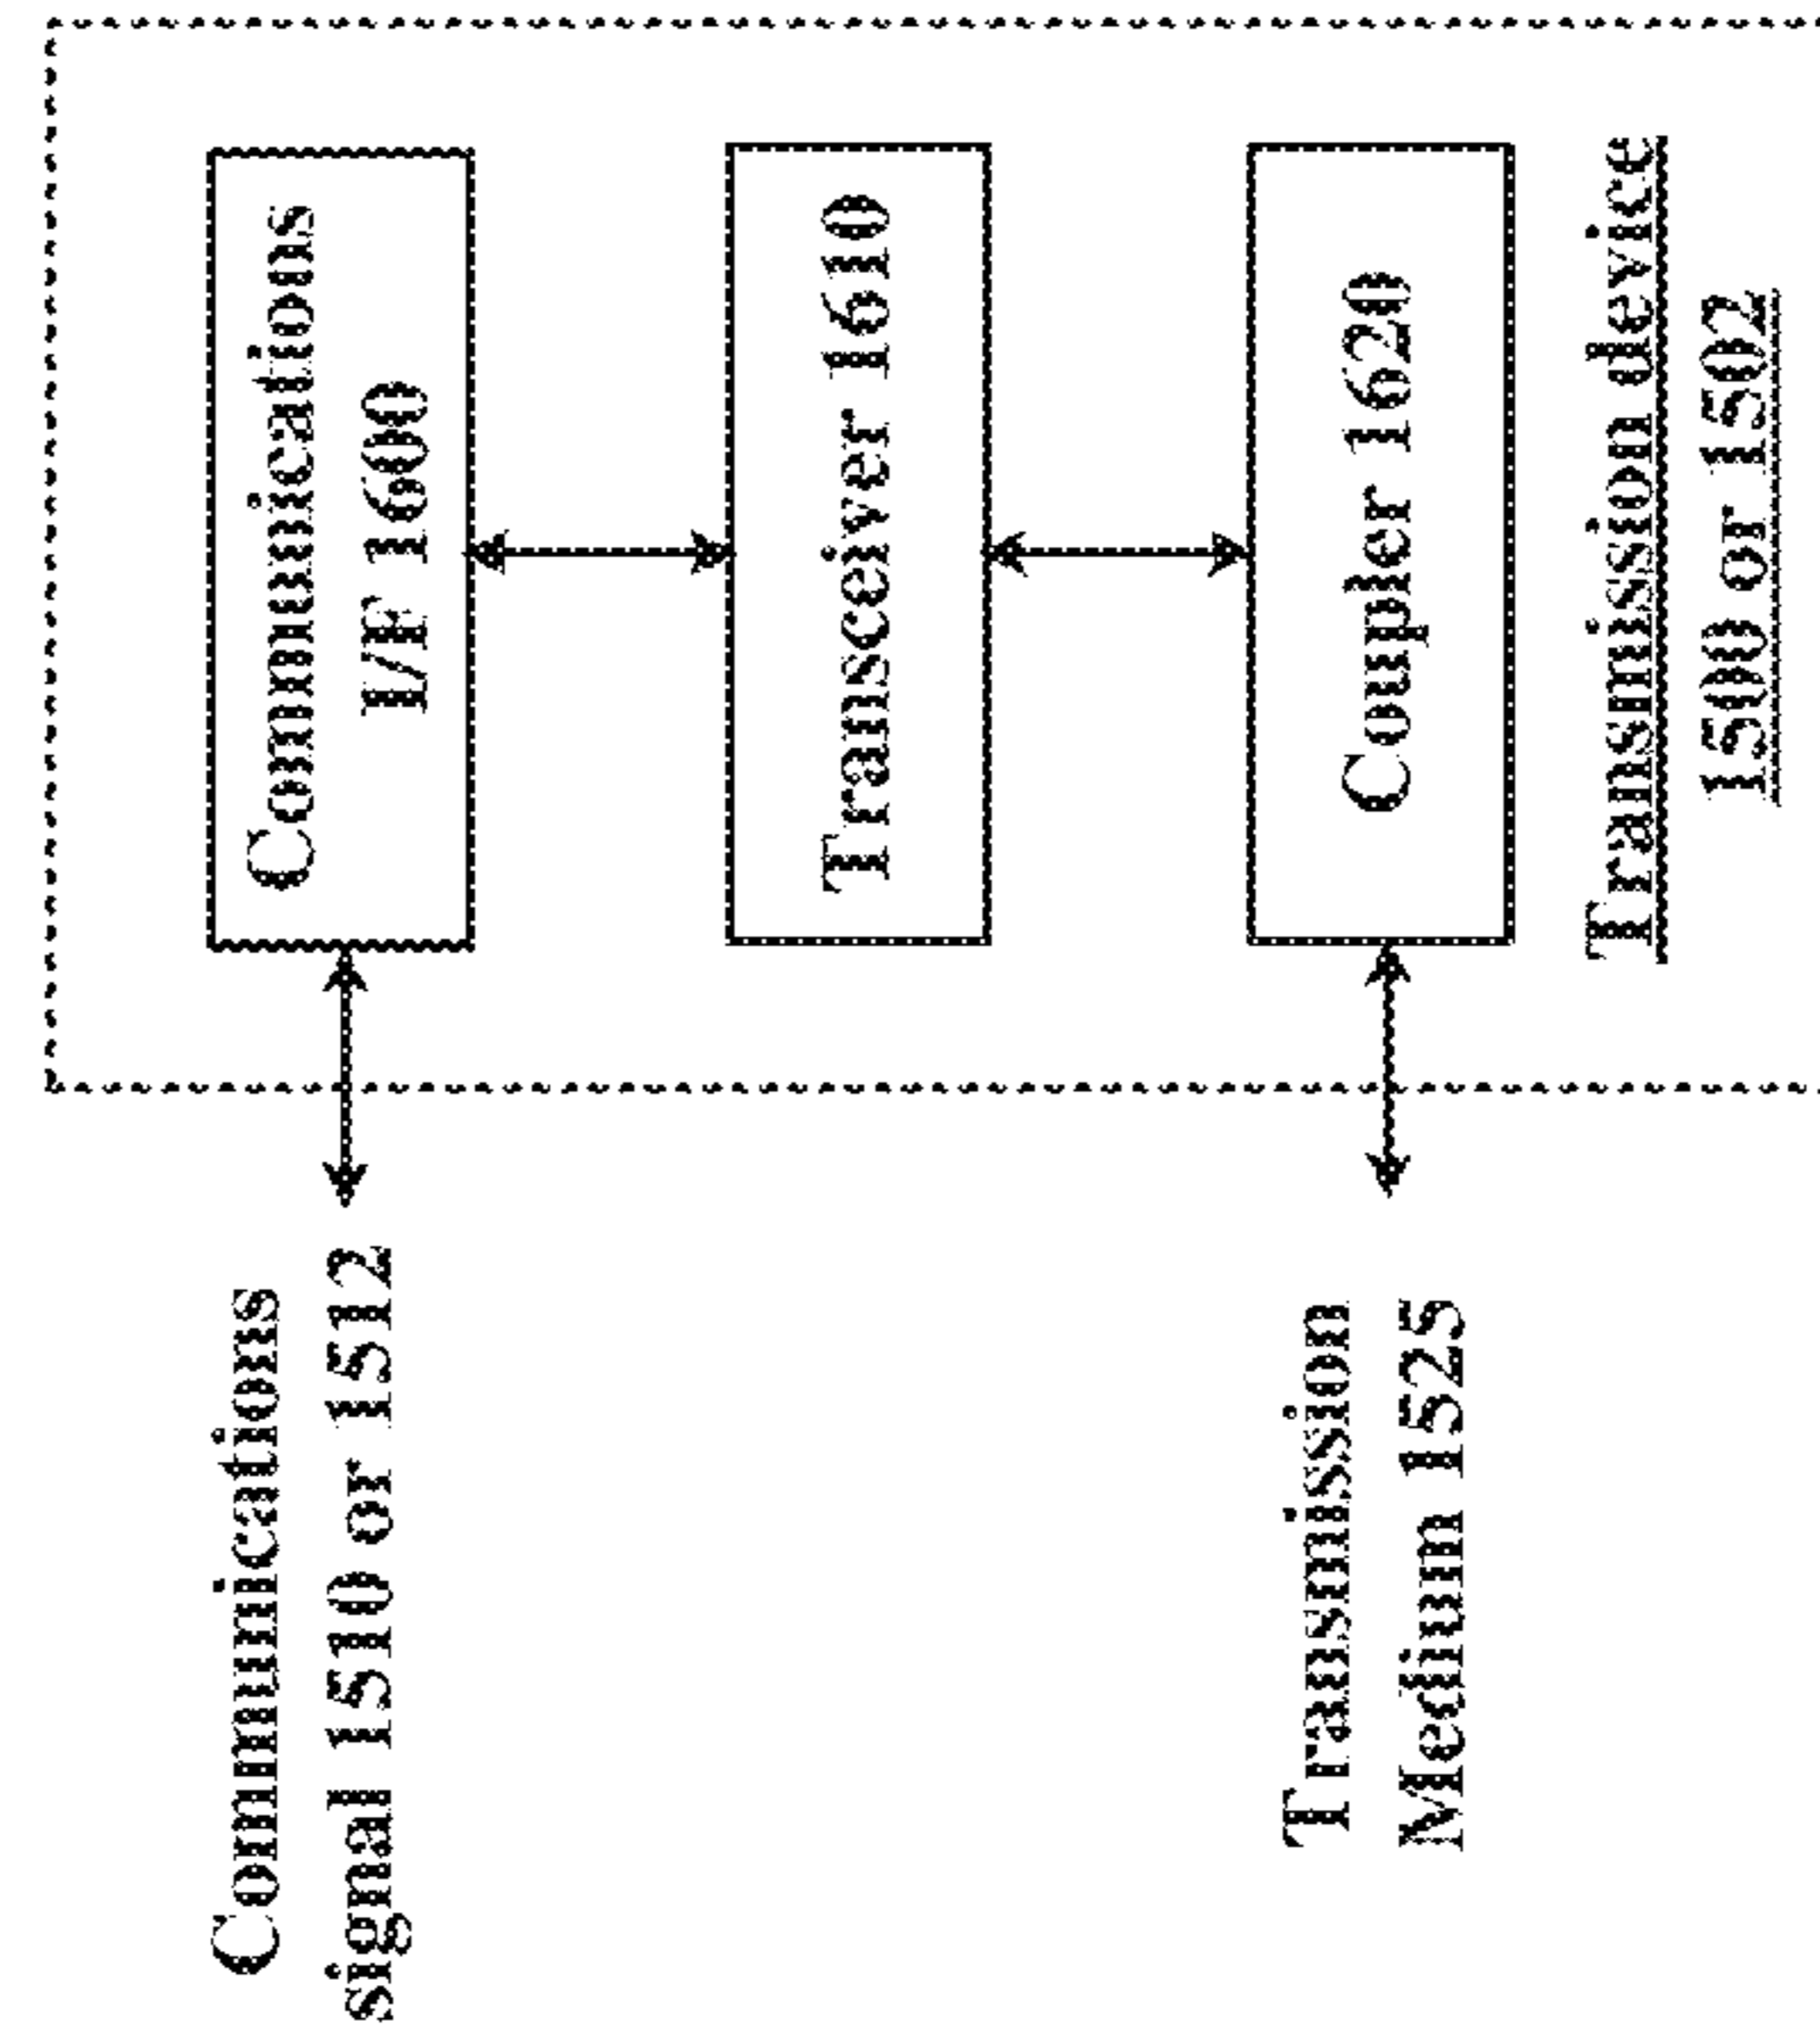 Communications
signal 1510 or 1512
Communications
I/F 1600
Transceiver 1610
Transmission
Medium 1525
Coupler 1620
Transmission device
1500 or 1502